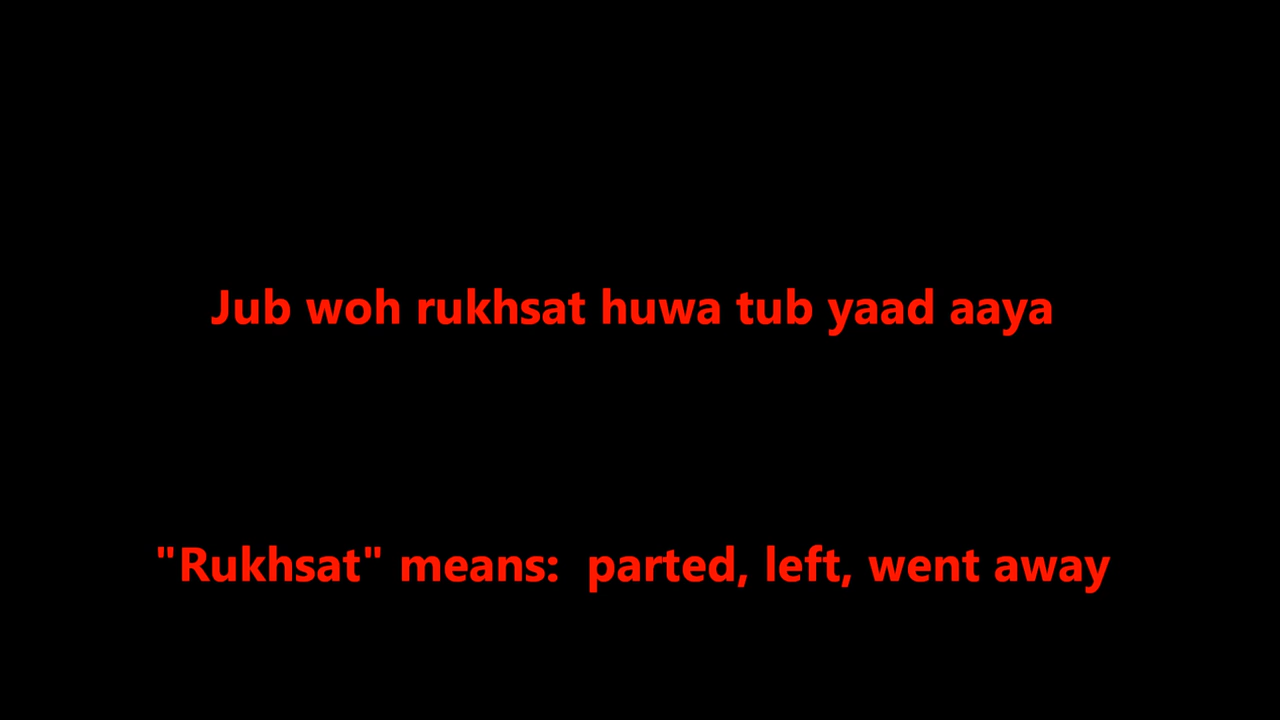 Jub woh rukhsat huwa tub yaad aaya
"Rukhsat" means:  parted, left, went away